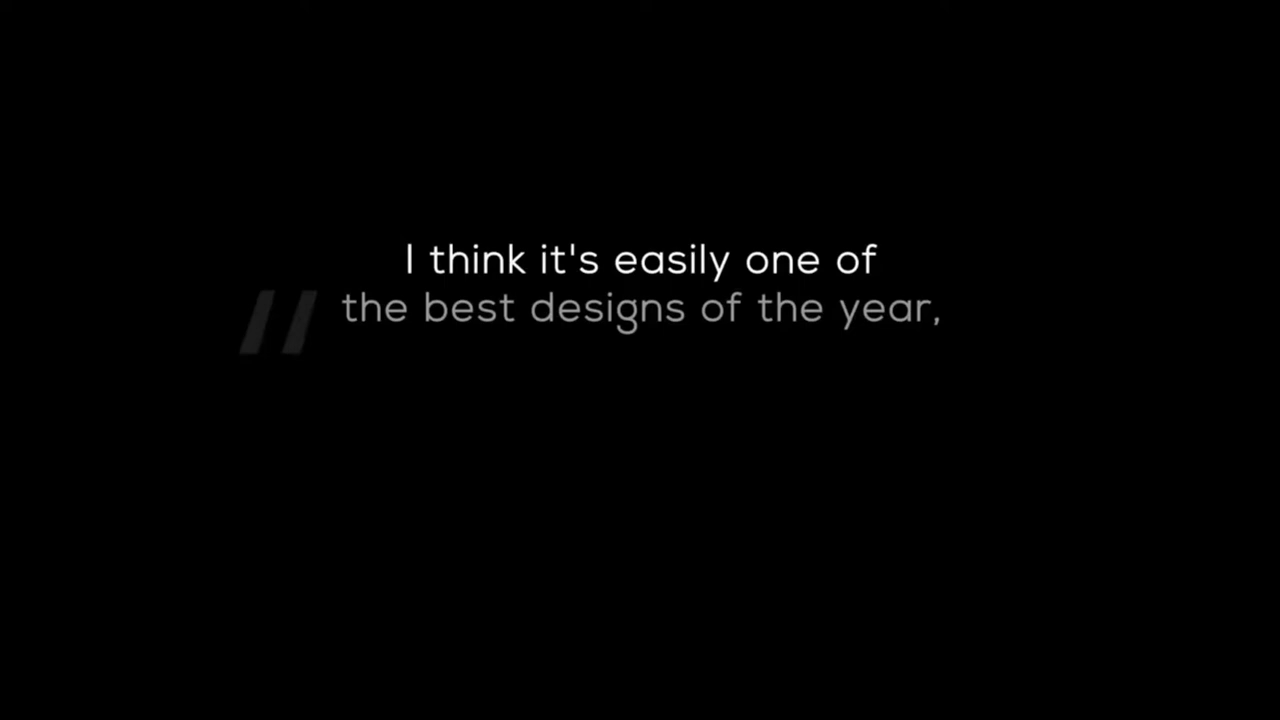 I think it's easily one of
the best designs of the year,